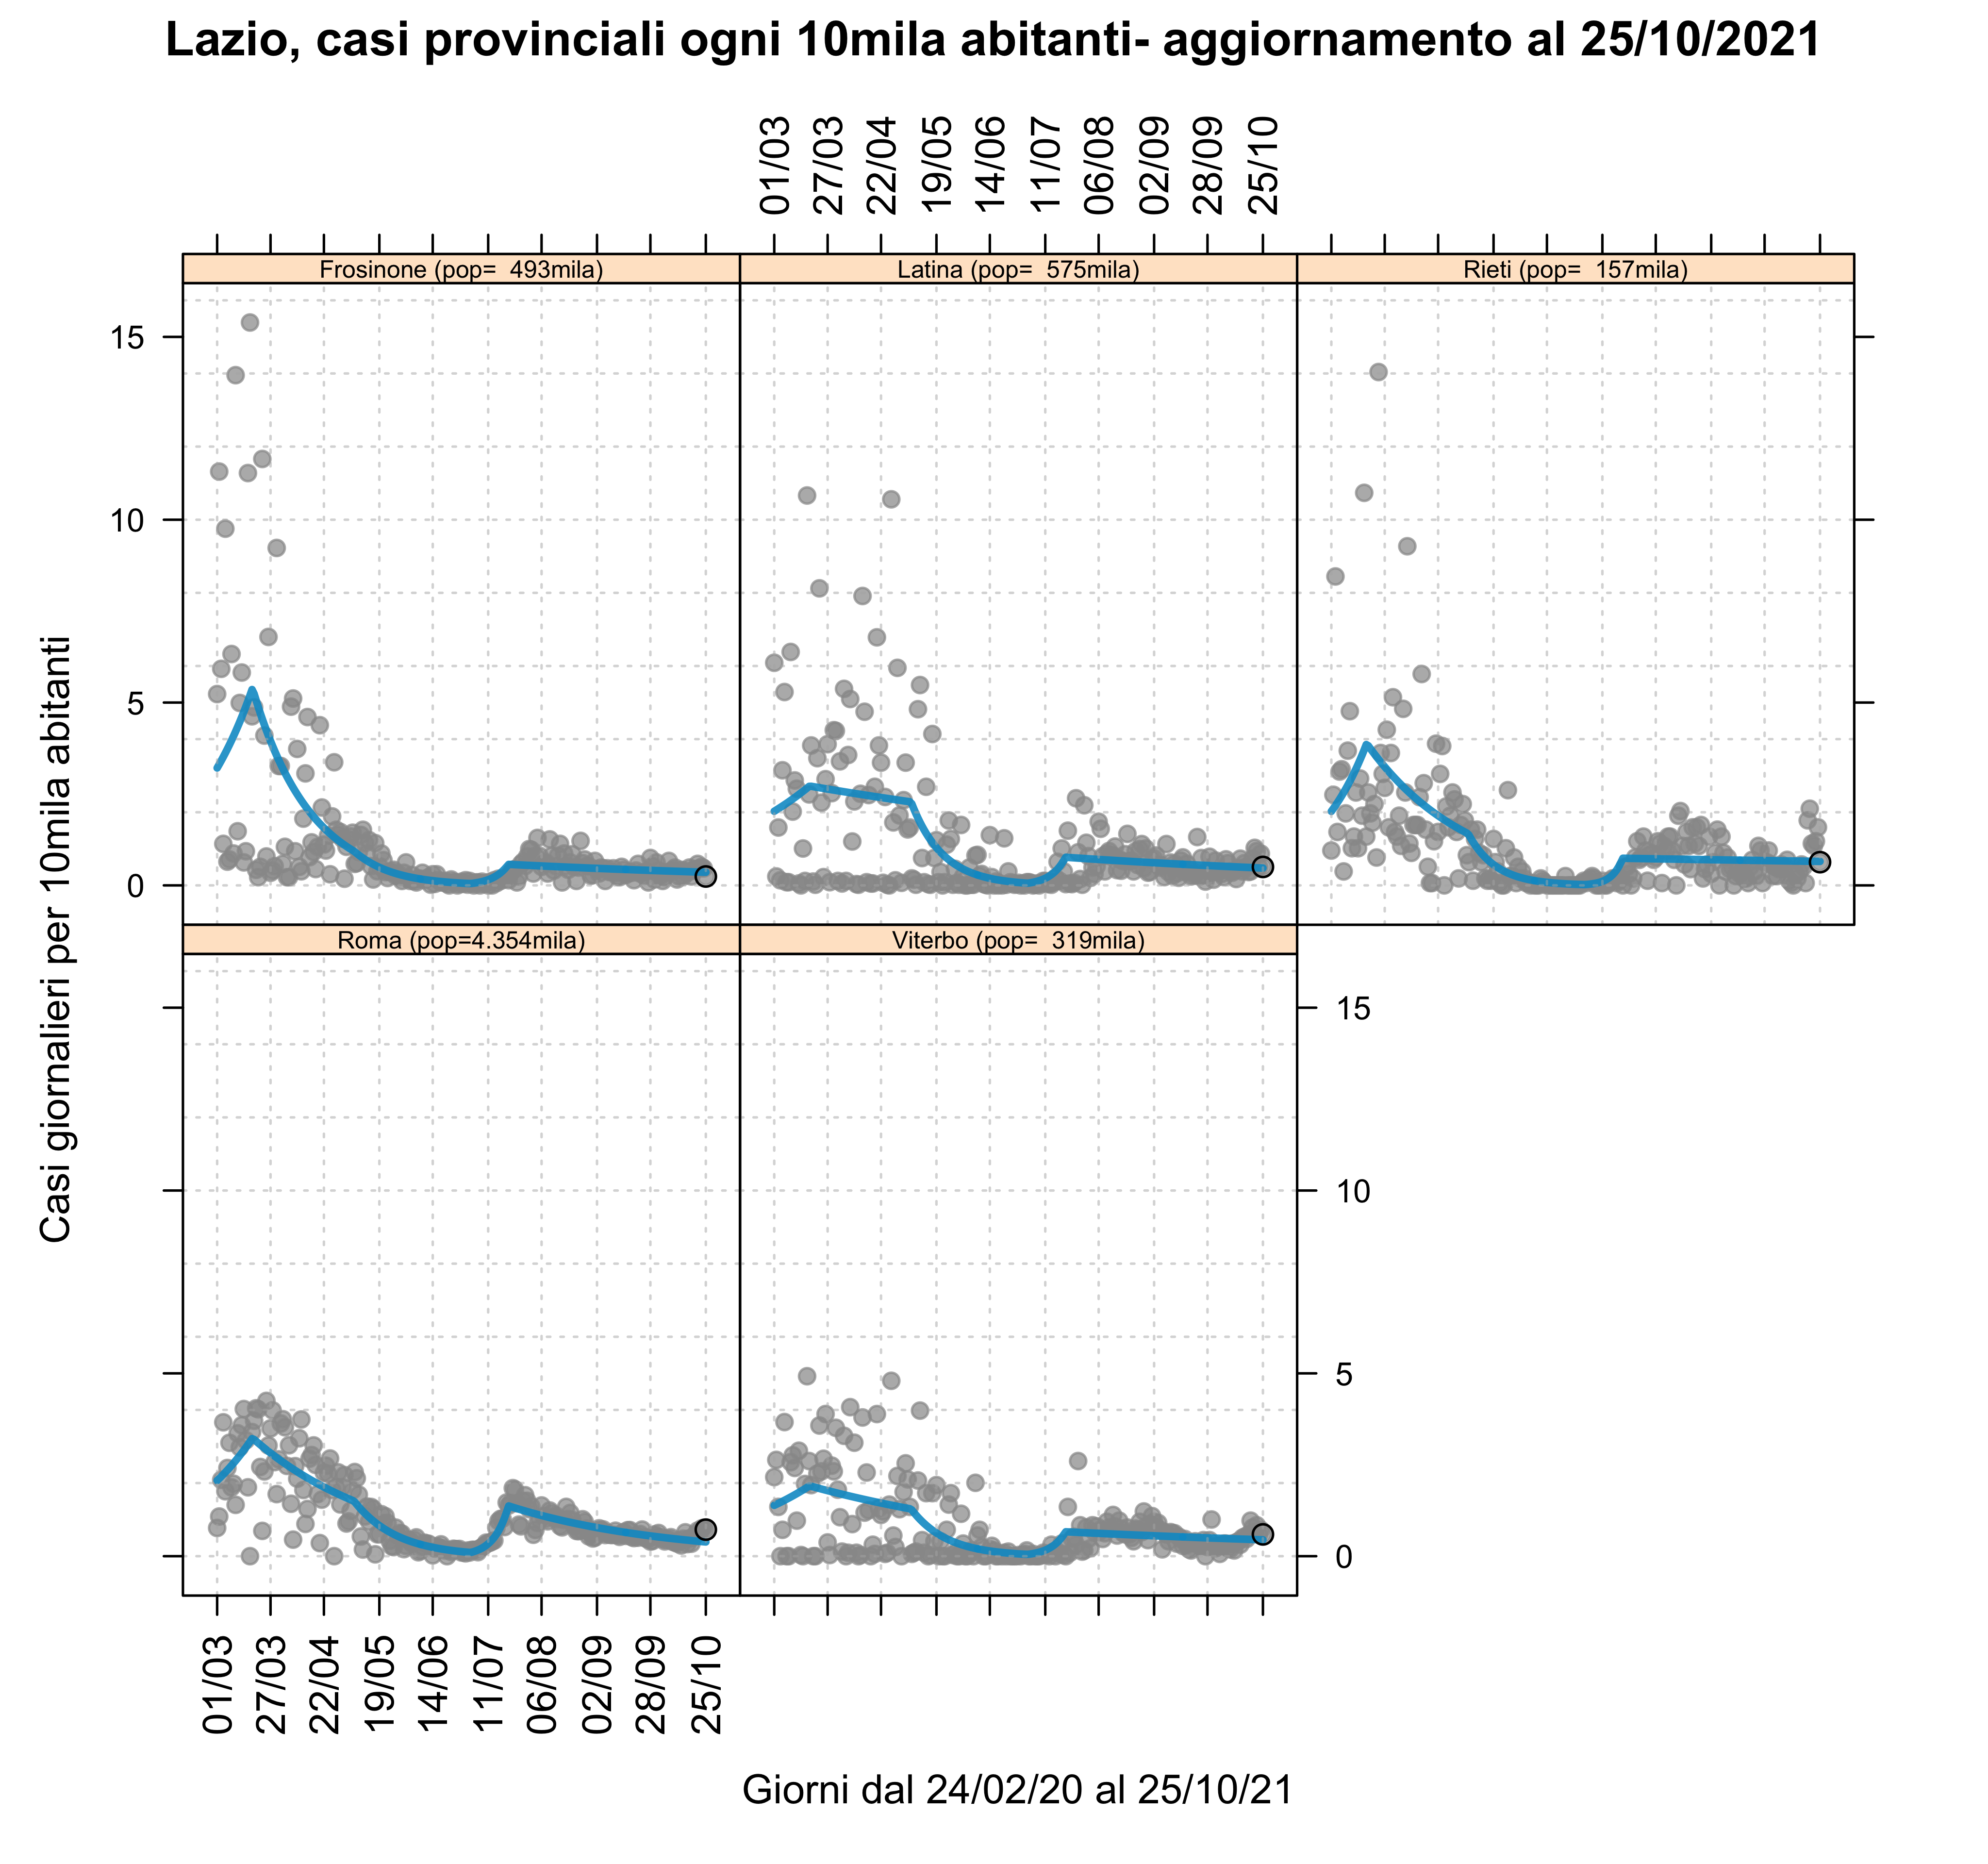 Lazio, casi provinciali ogni 10mila abitanti- aggiornamento al 25/10/2021
01/03 27/03 22/04 19/05 14/06 11/07 06/08 02/09 28/09 25/10
Frosinone (pop=  493mila)
Latina (pop=  575mila)
Rieti (pop=  157mila)
15
10
5
0
Casi giornalieri per 10mila abitanti
Roma (pop=4.354mila)
Viterbo (pop=  319mila)
15
10
5
0
01/03 27/03 22/04 19/05 14/06 11/07 06/08 02/09 28/09 25/10
Giorni dal 24/02/20 al 25/10/21